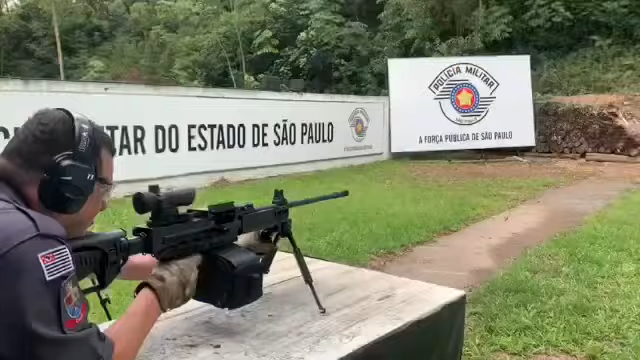 TAR DO ESTADO DE SÃO PAULO
POLÍCIA MILITAR
A FORÇA PÚBLICA DE SÃO PAULO